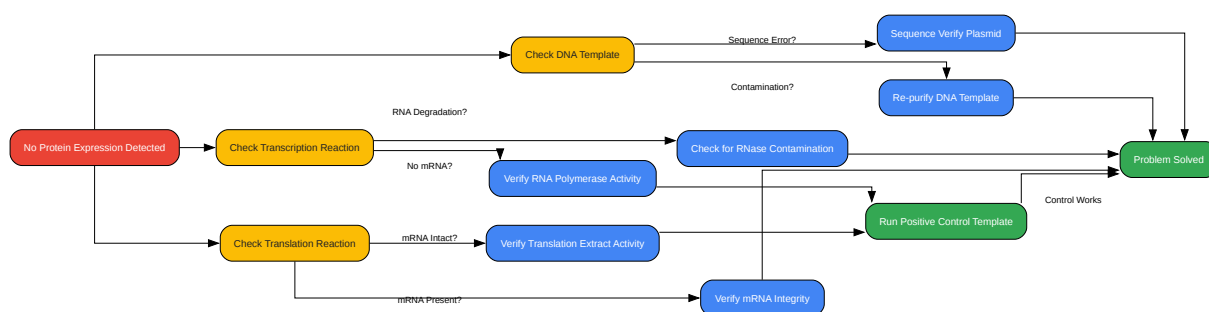 Sequence Verify Plasmid
Sequence Error?
Check DNA Template
Contamination?
Re-purify DNA Template
RNA Degradation?
No Protein Expression Detected
Check Transcription Reaction
Check for RNase Contamination
Problem Solved
No mRNA?
Verify RNA Polymerase Activity
Control Works
Run Positive Control Template
Check Translation Reaction
mRNA Intact?
Verify Translation Extract Activity
mRNA Present?
Verify mRNA Integrity